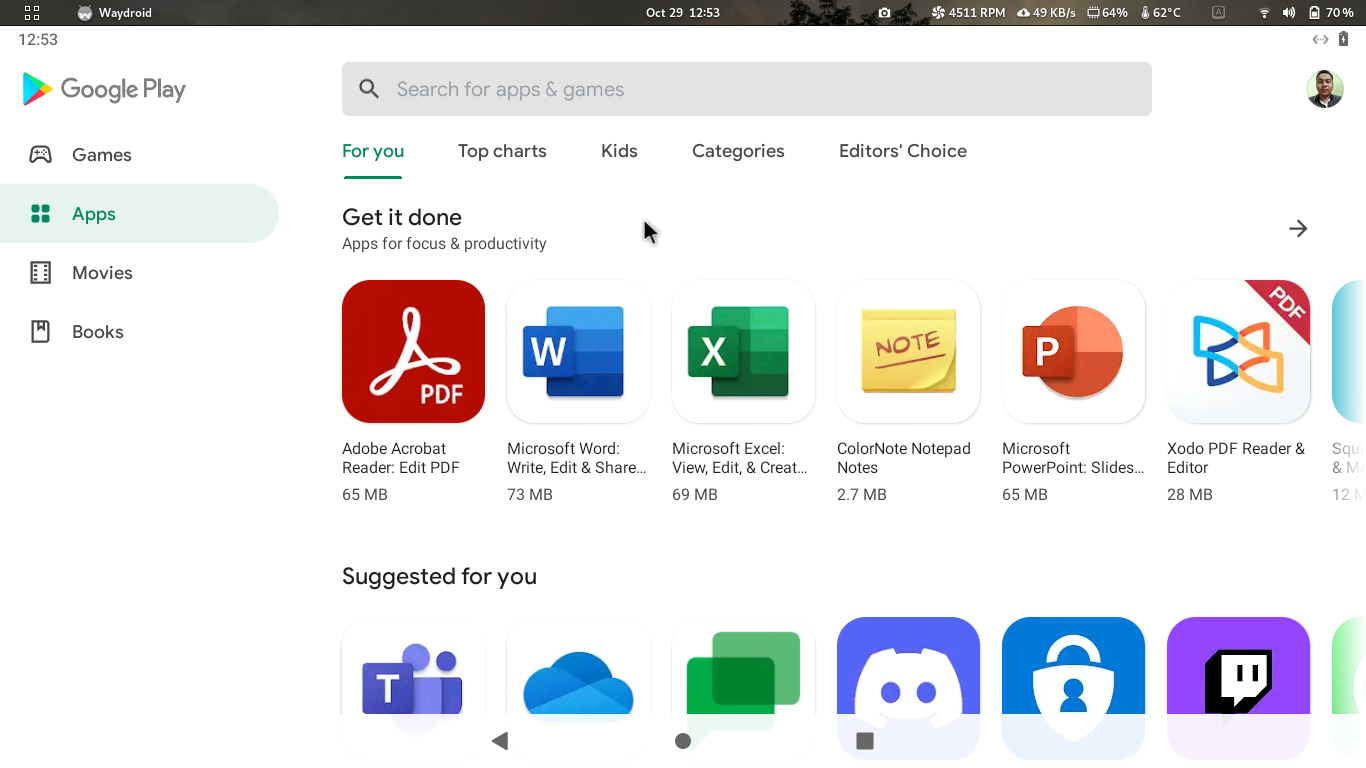 Waydroid
Oct 29 12:53
4511 RPM
49 KB/s
64%
62°C
A
70 %
12:53
Google Play
Search for apps & games
Games
Apps
Movies
Books
For you
Top charts
Kids
Categories
Editors' Choice
Get it done
Apps for focus & productivity
PDF
W
X
NOTE
P
PDF
Adobe Acrobat
Reader: Edit PDF
65 MB
Microsoft Word:
Write, Edit & Share...
73 MB
Microsoft Excel:
View, Edit, & Creat...
69 MB
ColorNote Notepad
Notes
2.7 MB
Microsoft
PowerPoint: Slides...
65 MB
Xodo PDF Reader &
Editor
28 MB
12 M
Suggested for you
T